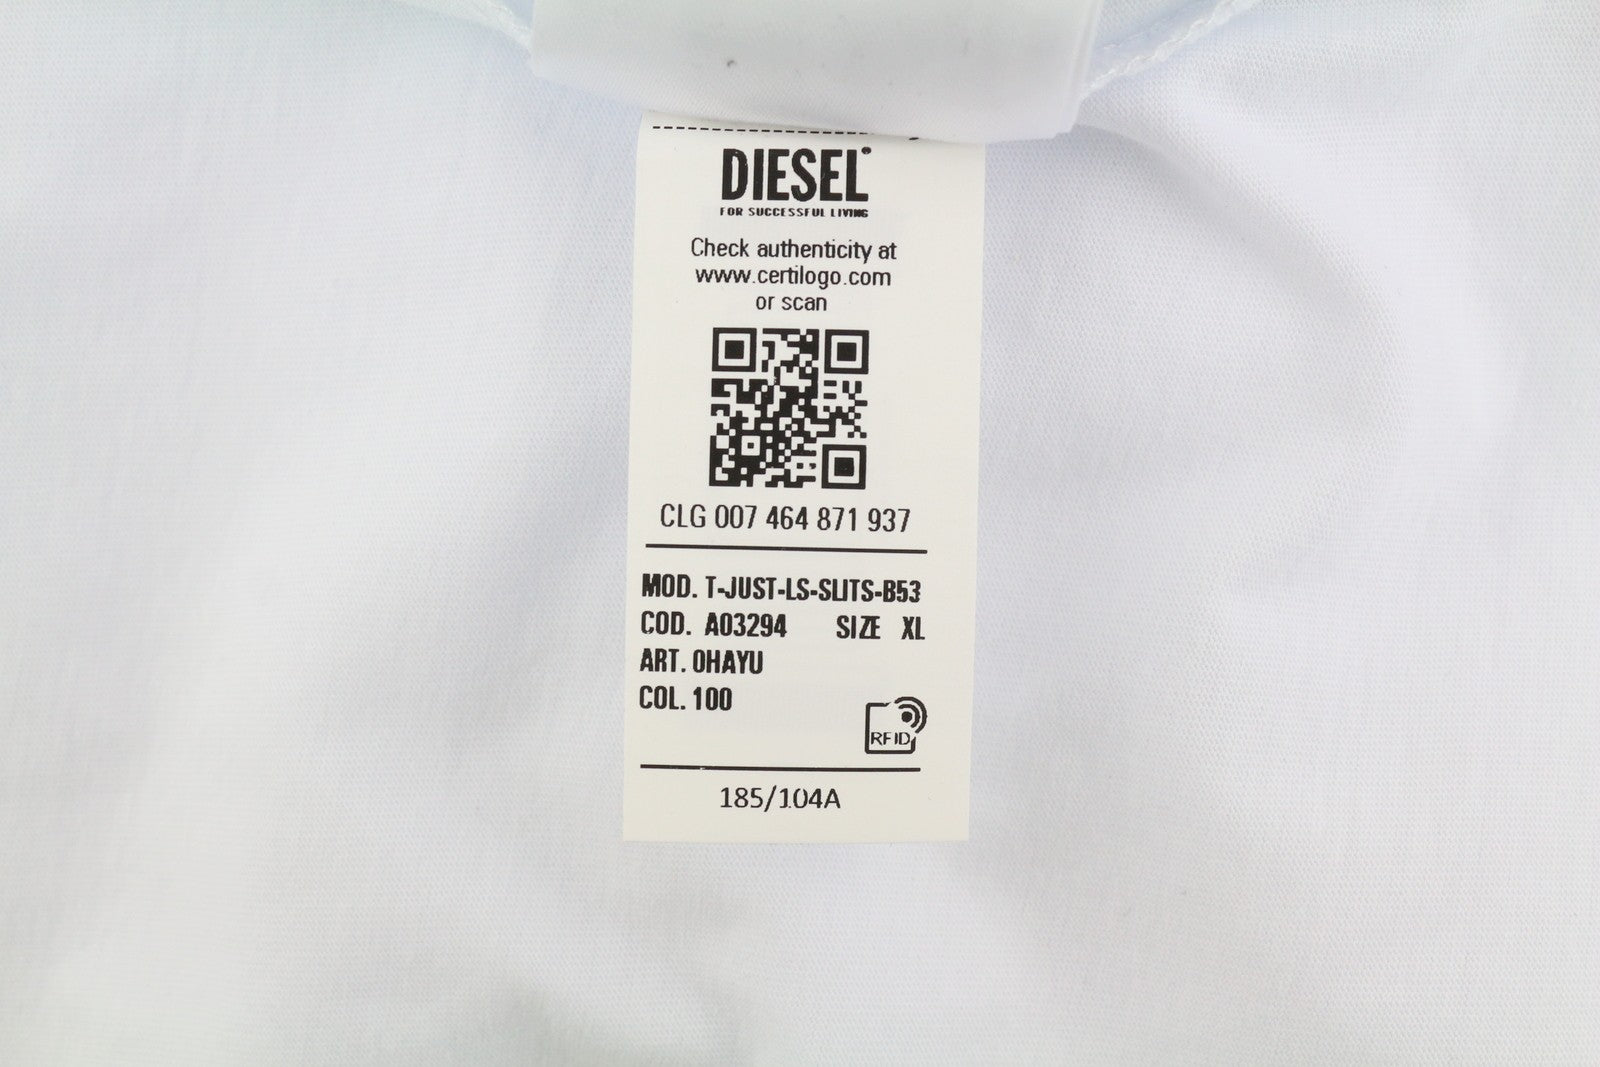 DIESEL
FOR SUCCESSFUL LIVING
Check authenticity at
www.certilogo.com
or scan
CLG 007 464 871 937
MOD. T-JUST-LS-SLITS-B53
COD. A03294 SIZE XL
ART. 0HAYU
COL. 100
RFID
185/104A